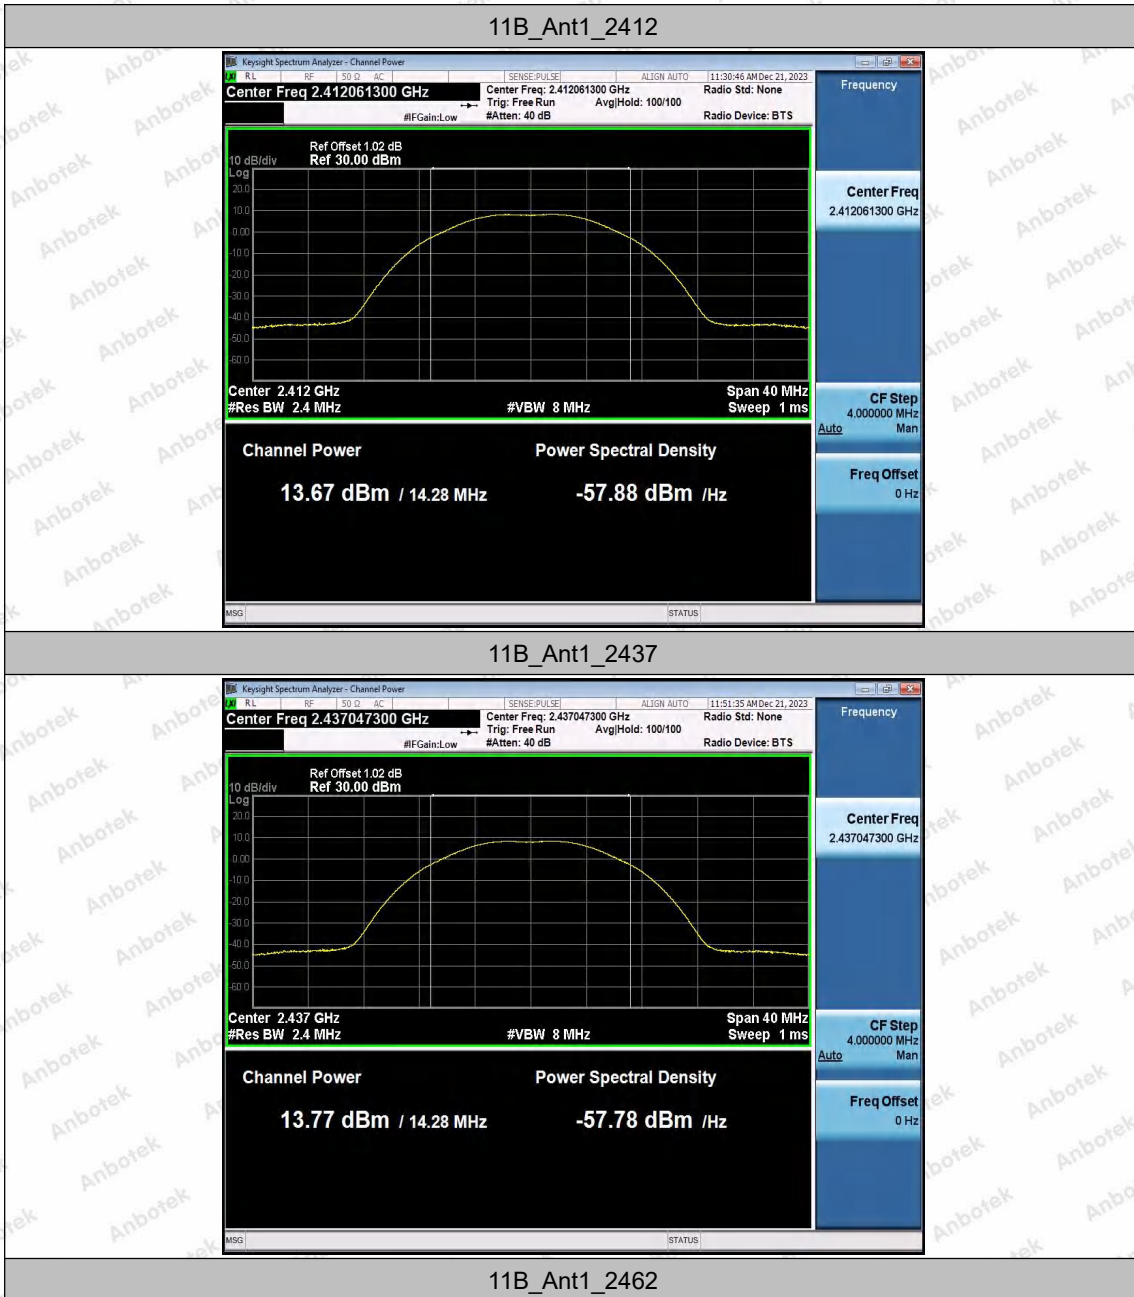 11B_Ant1_2412
Keysight Spectrum Analyzer - Channel Power
LXI RL RF 50 Ω AC SENSE:PULSE ALIGN AUTO 11:30:46 AM Dec 21, 2023
Center Freq 2.412061300 GHz
Center Freq: 2.412061300 GHz Radio Std: None
Trig: Free Run Avg|Hold: 100/100
#IFGain:Low #Atten: 40 dB Radio Device: BTS
Frequency
Ref Offset 1.02 dB
10 dB/div Ref 30.00 dBm
Log
20.0
10.0
0.00
-10.0
-20.0
-30.0
-40.0
-50.0
-60.0
Center Freq
2.412061300 GHz
Center 2.412 GHz Span 40 MHz
#Res BW 2.4 MHz #VBW 8 MHz Sweep 1 ms
CF Step
4.000000 MHz
Auto Man
Channel Power Power Spectral Density
13.67 dBm / 14.28 MHz -57.88 dBm /Hz
Freq Offset
0 Hz
MSG STATUS
11B_Ant1_2437
Keysight Spectrum Analyzer - Channel Power
LXI RL RF 50 Ω AC SENSE:PULSE ALIGN AUTO 11:51:35 AM Dec 21, 2023
Center Freq 2.437047300 GHz
Center Freq: 2.437047300 GHz Radio Std: None
Trig: Free Run Avg|Hold: 100/100
#IFGain:Low #Atten: 40 dB Radio Device: BTS
Frequency
Ref Offset 1.02 dB
10 dB/div Ref 30.00 dBm
Log
20.0
10.0
0.00
-10.0
-20.0
-30.0
-40.0
-50.0
-60.0
Center Freq
2.437047300 GHz
Center 2.437 GHz Span 40 MHz
#Res BW 2.4 MHz #VBW 8 MHz Sweep 1 ms
CF Step
4.000000 MHz
Auto Man
Channel Power Power Spectral Density
13.77 dBm / 14.28 MHz -57.78 dBm /Hz
Freq Offset
0 Hz
MSG STATUS
11B_Ant1_2462
Anbotek